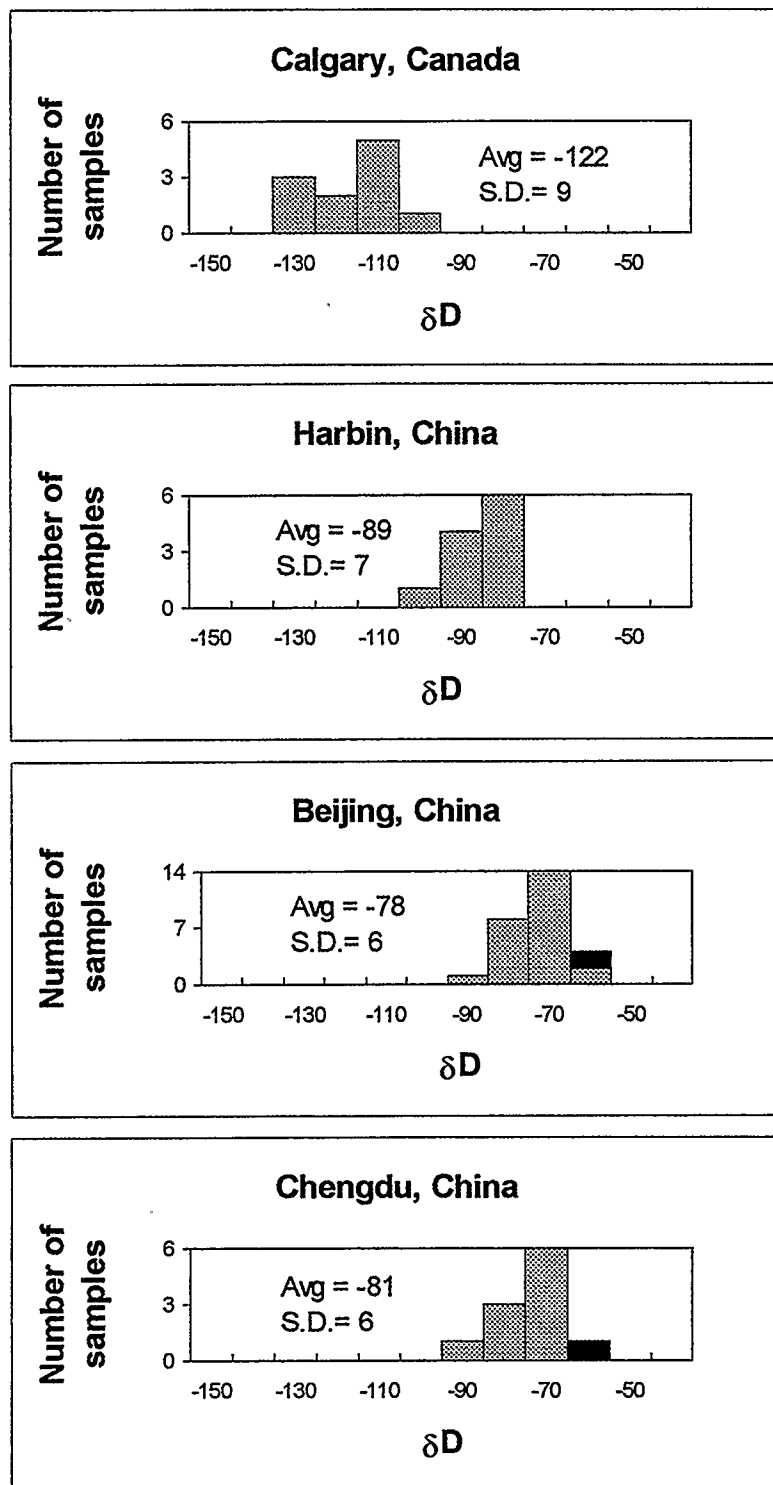 Calgary, Canada
Number of
samples
6
3
0
Avg = -122
S.D.= 9
-150 -130 -110 -90 -70 -50
δD
Harbin, China
Number of
samples
6
3
0
Avg = -89
S.D.= 7
-150 -130 -110 -90 -70 -50
δD
Beijing, China
Number of
samples
14
7
0
Avg = -78
S.D.= 6
-150 -130 -110 -90 -70 -50
δD
Chengdu, China
Number of
samples
6
3
0
Avg = -81
S.D.= 6
-150 -130 -110 -90 -70 -50
δD